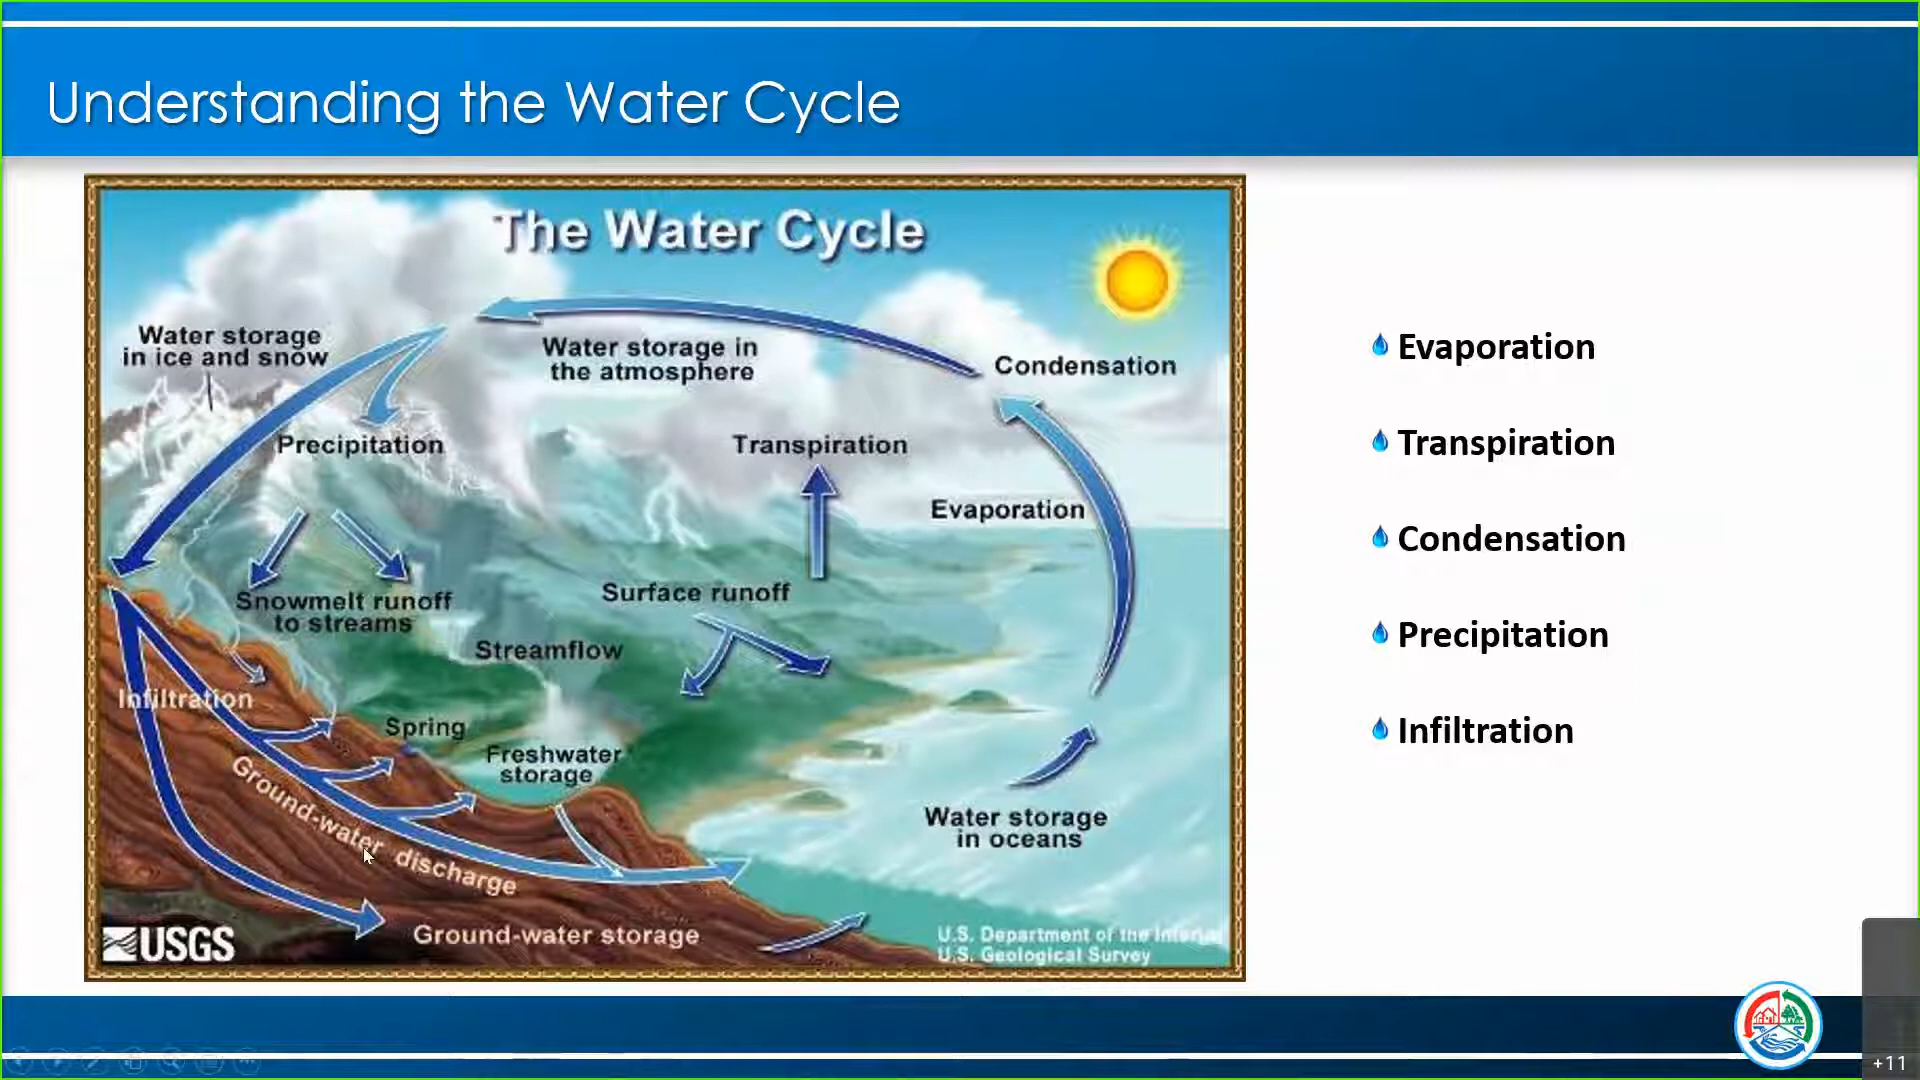 Understanding the Water Cycle
The Water Cycle
Water storage
in ice and snow
Water storage in
the atmosphere
Condensation
Precipitation
Transpiration
Evaporation
Snowmelt runoff
to streams
Surface runoff
Streamflow
Infiltration
Spring
Freshwater
storage
Ground-water discharge
Water storage
in oceans
Ground-water storage
USGS
U.S. Department of the Interior
U.S. Geological Survey
Evaporation
Transpiration
Condensation
Precipitation
Infiltration
+11